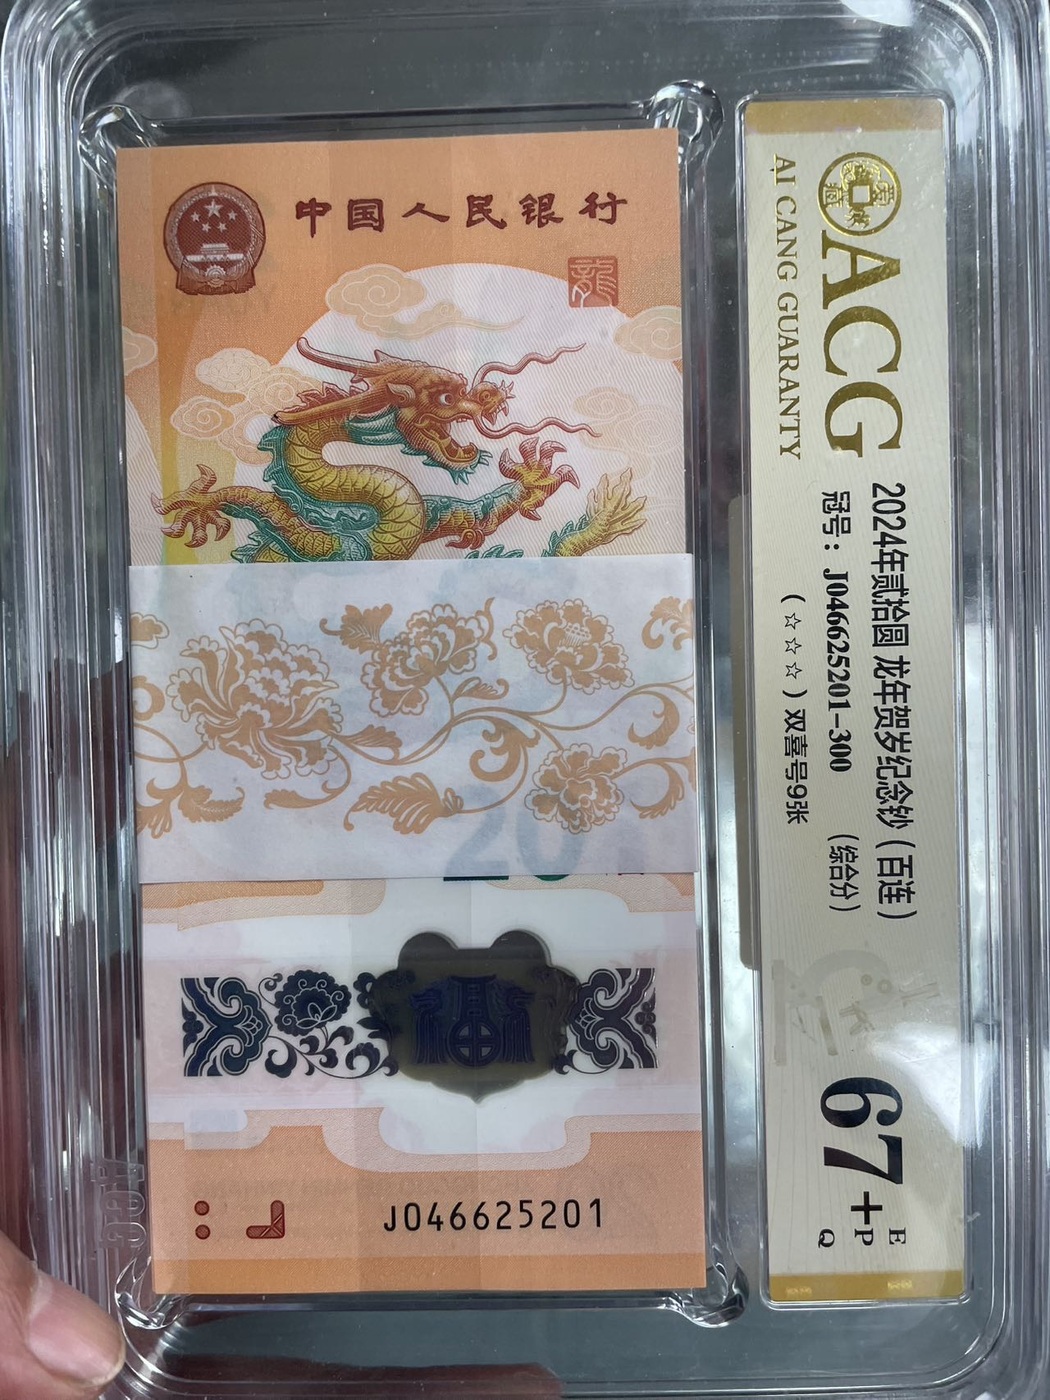 中国人民银行
龍
20
J046625201
ACG
AI CANG GUARANTY
2024年贰拾圆 龙年贺岁纪念钞（百连）
冠号：J046625201-300 （综合分）
（☆☆☆☆）双喜号9张
67+
E
P
Q